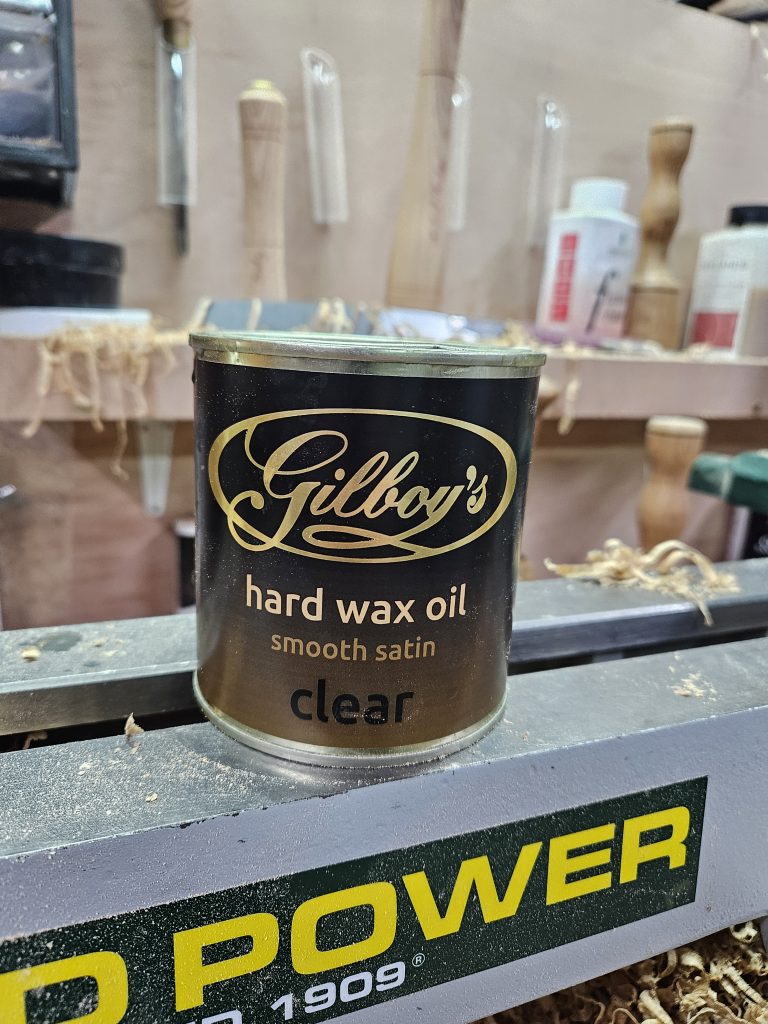 Gilboy's
hard wax oil
smooth satin
clear
POWER
1909®